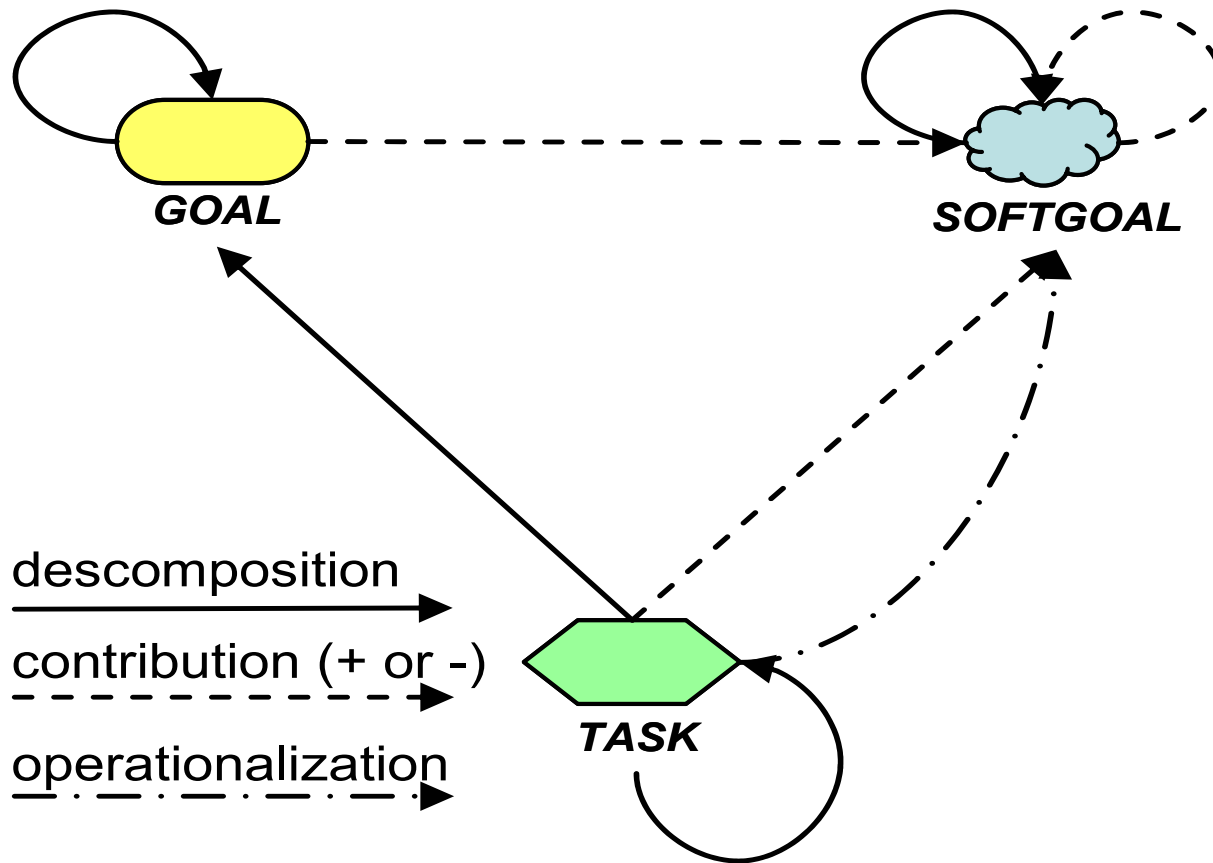 GOAL
SOFTGOAL
descomposition
contribution (+ or -)
operationalization
TASK